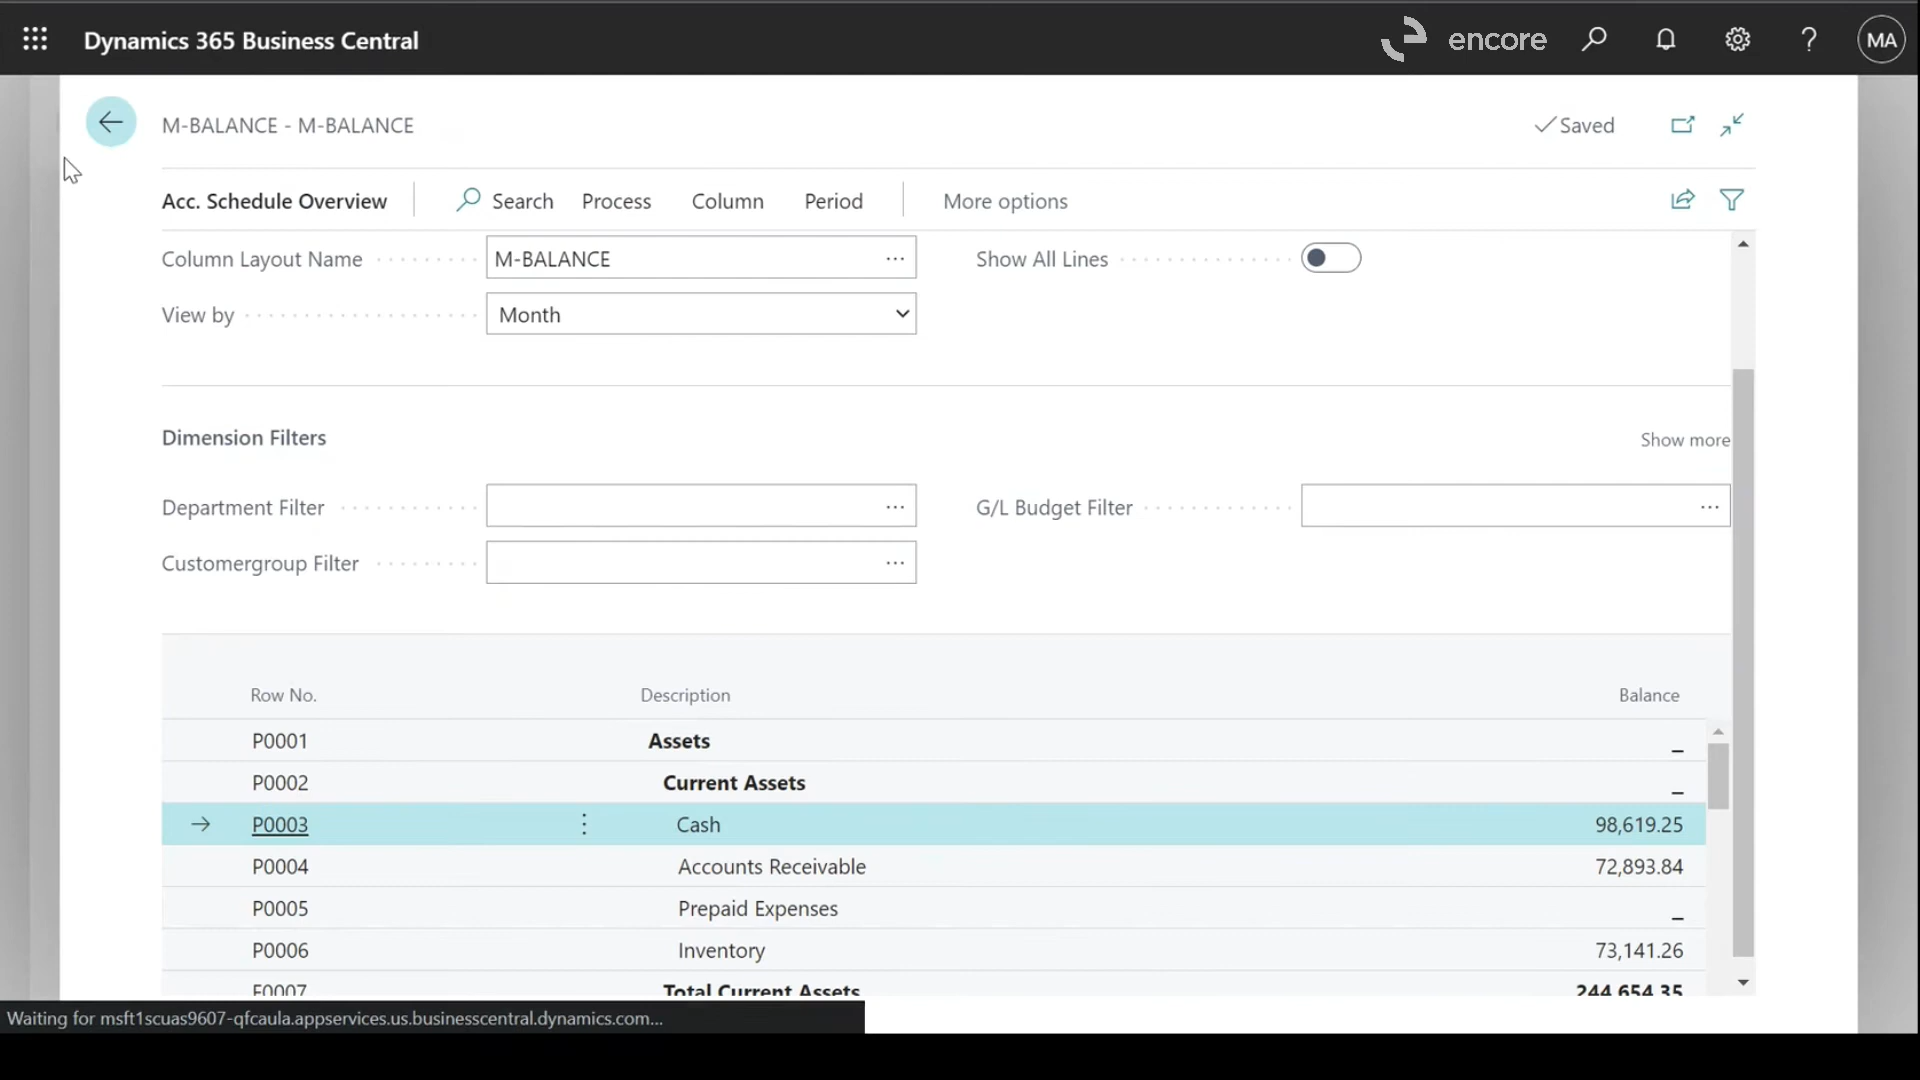 Dynamics 365 Business Central
encore
MA
M-BALANCE - M-BALANCE
Saved
Acc. Schedule Overview
Search
Process
Column
Period
More options
Column Layout Name
M-BALANCE
Show All Lines
View by
Month
Dimension Filters
Show more
Department Filter
G/L Budget Filter
Customergroup Filter
Row No. Description Balance
P0001 Assets _
P0002 Current Assets _
P0003 Cash 98,619.25
P0004 Accounts Receivable 72,893.84
P0005 Prepaid Expenses _
P0006 Inventory 73,141.26
F0007 Total Current Assets 244,654.35
Waiting for msft1scuas9607-qfcaula.appservices.us.businesscentral.dynamics.com...